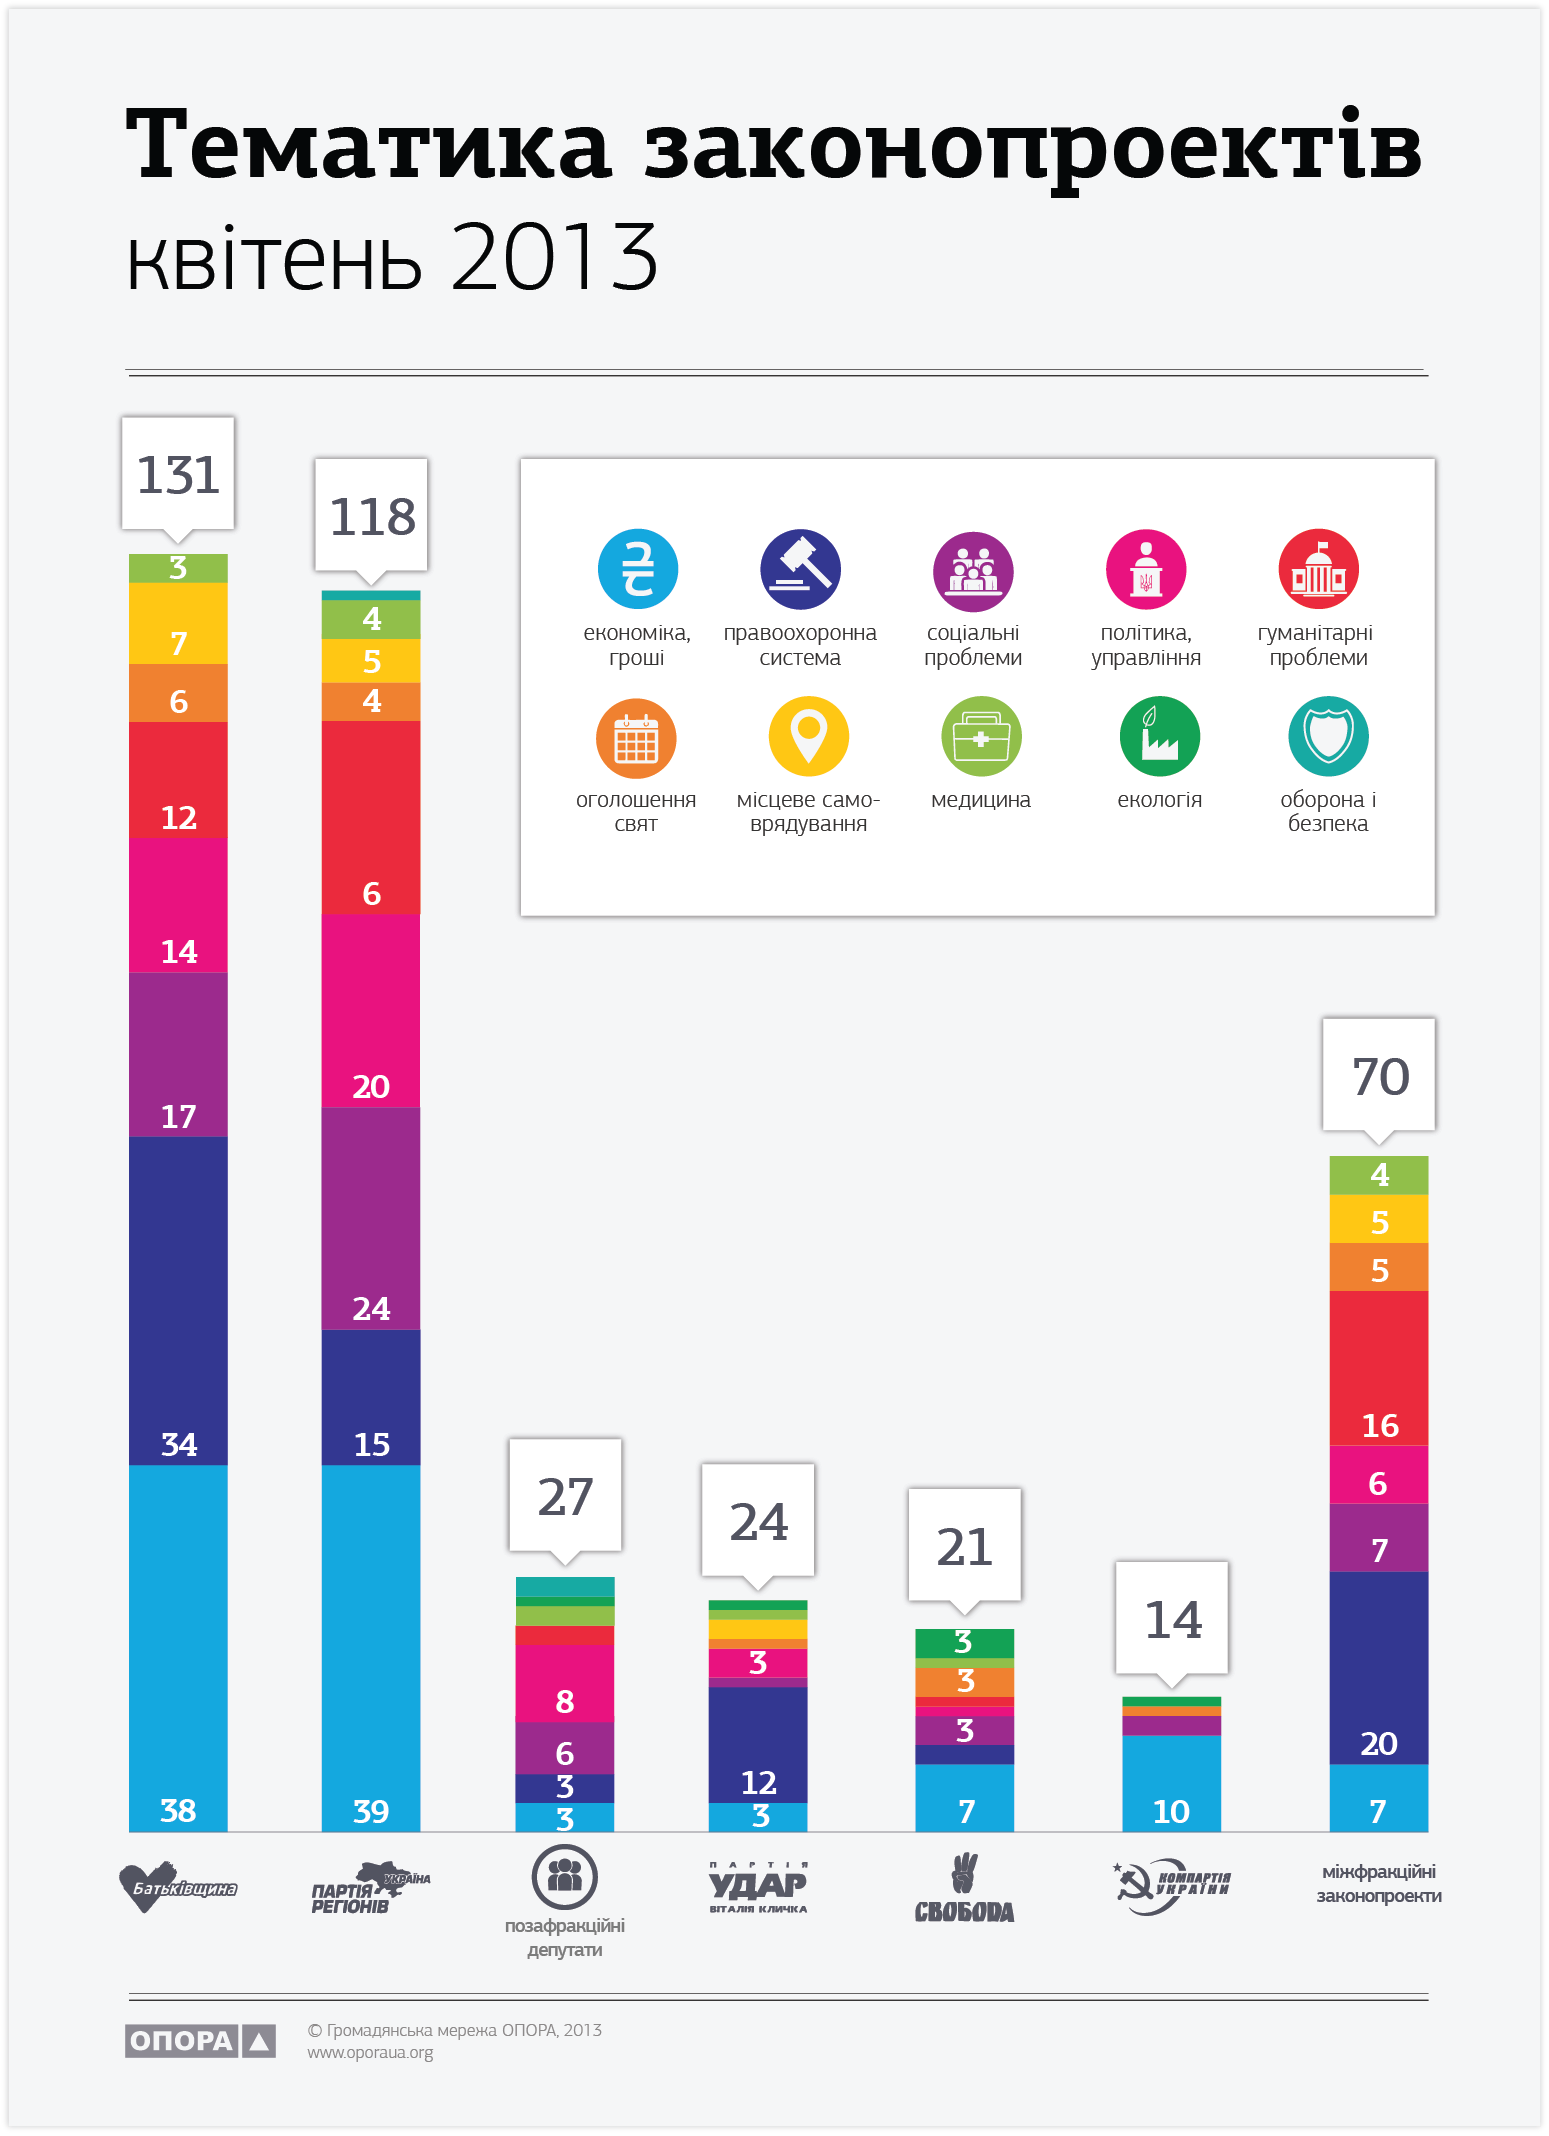 Тематика законопроектів
квітень 2013
131
118
економіка,
гроші
правоохоронна
система
соціальні
проблеми
політика,
управління
гуманітарні
проблеми
оголошення
свят
місцеве само-
врядування
медицина
екологія
оборона і
безпека
3
7
6
12
14
17
34
38
4
5
4
6
20
24
15
39
27
8
6
3
3
24
3
12
3
21
3
3
3
7
14
10
70
4
5
5
16
6
7
20
7
Батьківщина
УКРАЇНА
ПАРТІЯ
РЕГІОНІВ
позафракційні
депутати
ПАРТІЯ
УДАР
ВІТАЛІЯ КЛИЧКА
СВОБОДА
КОМПАРТІЯ
УКРАЇНИ
міжфракційні
законопроекти
ОПОРА
© Громадянська мережа ОПОРА, 2013
www.oporaua.org